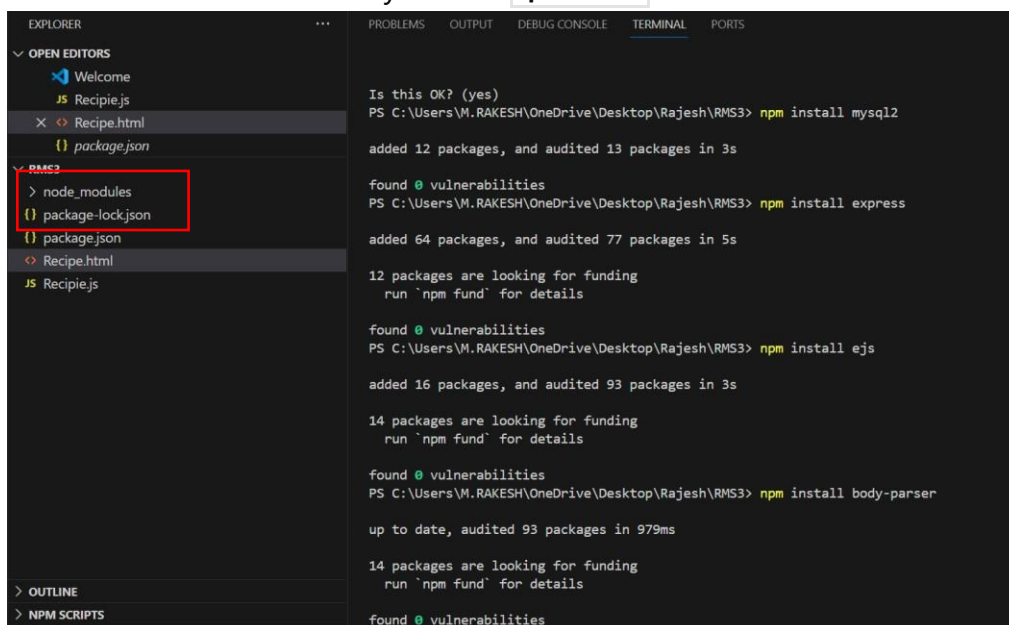 EXPLORER
OPEN EDITORS
Welcome
JS Recipie.js
Recipe.html
{} package.json
RMS3
node_modules
{} package-lock.json
{} package.json
Recipe.html
JS Recipie.js
OUTLINE
NPM SCRIPTS
PROBLEMS OUTPUT DEBUG CONSOLE TERMINAL PORTS
Is this OK? (yes)
PS C:\Users\M.RAKESH\OneDrive\Desktop\Rajesh\RMS3> npm install mysql2
added 12 packages, and audited 13 packages in 3s
found 0 vulnerabilities
PS C:\Users\M.RAKESH\OneDrive\Desktop\Rajesh\RMS3> npm install express
added 64 packages, and audited 77 packages in 5s
12 packages are looking for funding
run `npm fund` for details
found 0 vulnerabilities
PS C:\Users\M.RAKESH\OneDrive\Desktop\Rajesh\RMS3> npm install ejs
added 16 packages, and audited 93 packages in 3s
14 packages are looking for funding
run `npm fund` for details
found 0 vulnerabilities
PS C:\Users\M.RAKESH\OneDrive\Desktop\Rajesh\RMS3> npm install body-parser
up to date, audited 93 packages in 979ms
14 packages are looking for funding
run `npm fund` for details
found 0 vulnerabilities